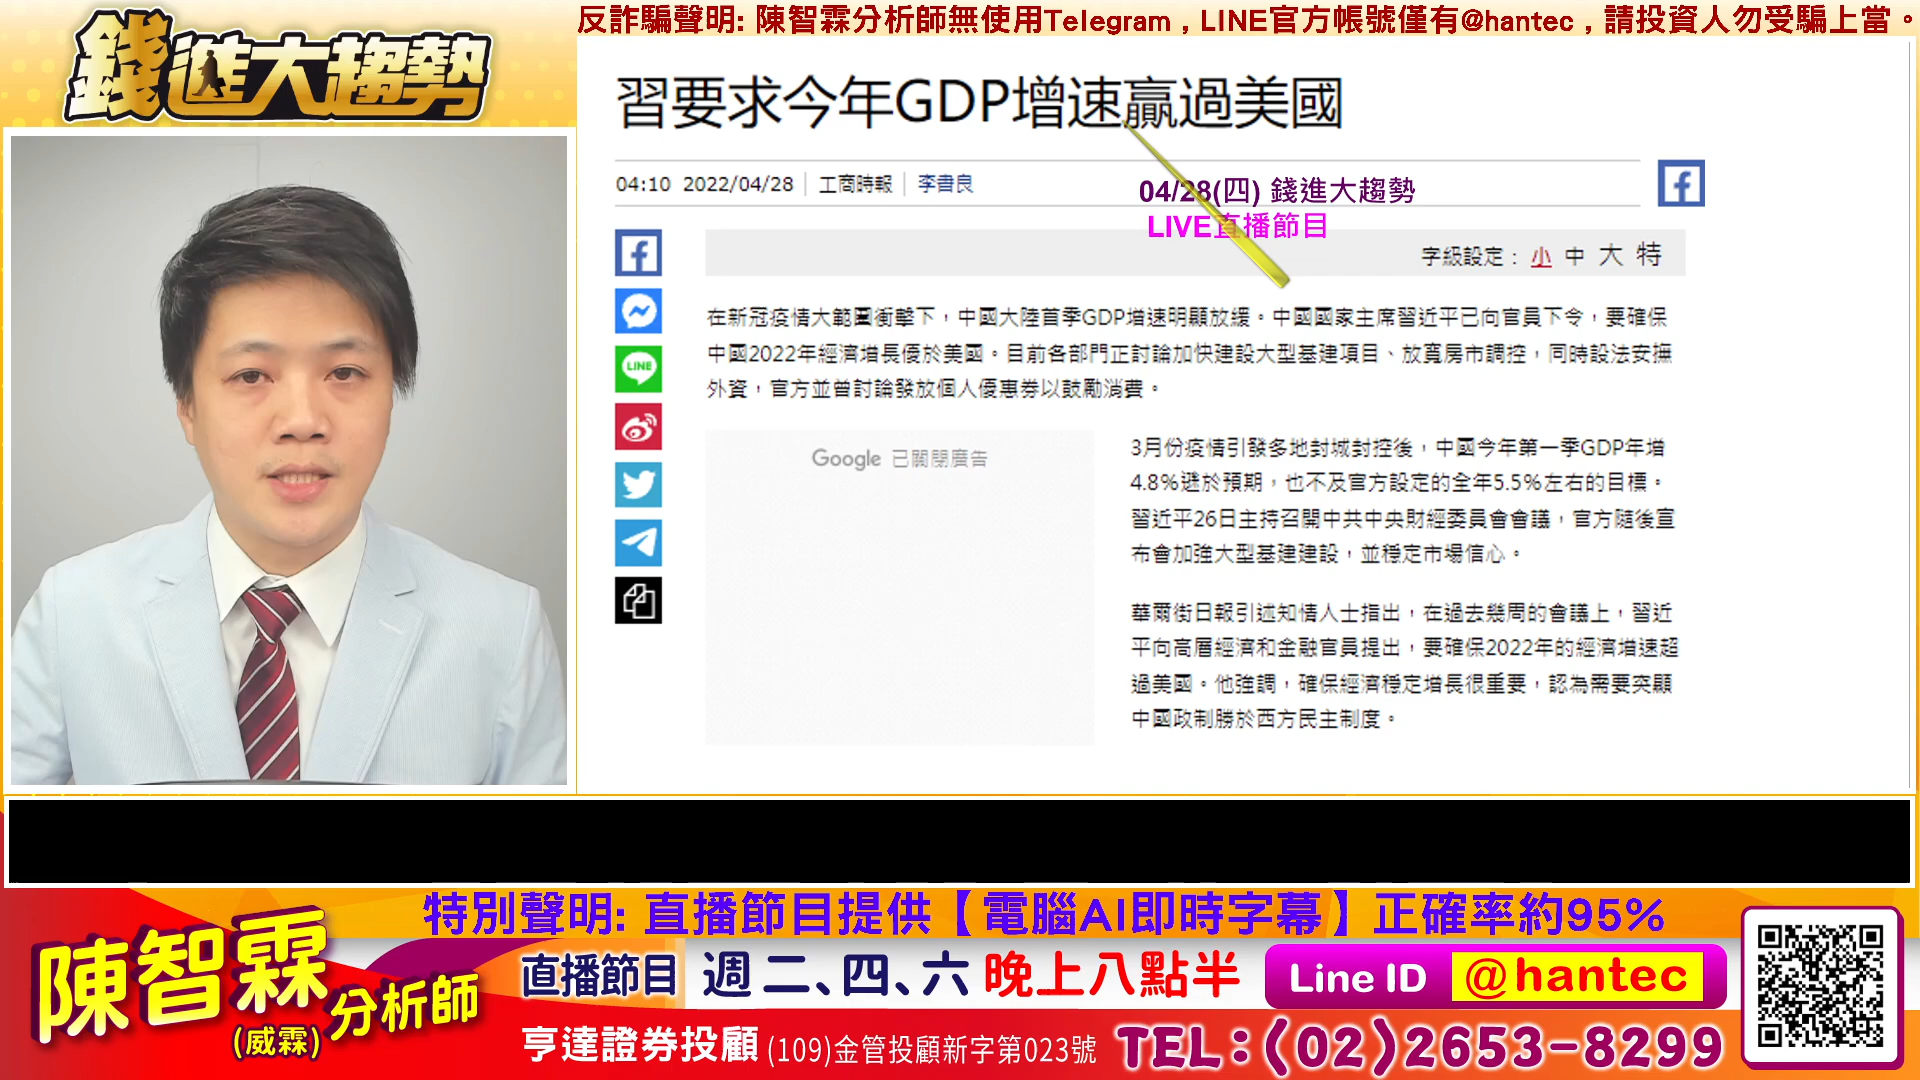 反詐騙聲明: 陳智霖分析師無使用Telegram , LINE官方帳號僅有@hantec , 請投資人勿受騙上當。
錢進大趨勢
習要求今年GDP增速贏過美國
04:10 2022/04/28 | 工商時報 | 李書良
04/28(四) 錢進大趨勢
LIVE直播節目
字級設定： 小 中 大 特
在新冠疫情大範圍衝擊下，中國大陸首季GDP增速明顯放緩。中國國家主席習近平已向官員下令，要確保
中國2022年經濟增長優於美國。目前各部門正討論加快建設大型基建項目、放寬房市調控，同時設法安撫
外資，官方並曾討論發放個人優惠券以鼓勵消費。
Google 已關閉廣告
3月份疫情引發多地封城封控後，中國今年第一季GDP年增
4.8%遜於預期，也不及官方設定的全年5.5%左右的目標。
習近平26日主持召開中共中央財經委員會會議，官方隨後宣
布會加強大型基建建設，並穩定市場信心。
華爾街日報引述知情人士指出，在過去幾周的會議上，習近
平向高層經濟和金融官員提出，要確保2022年的經濟增速超
過美國。他強調，確保經濟穩定增長很重要，認為需要突顯
中國政制勝於西方民主制度。
LINE
特別聲明: 直播節目提供【電腦AI即時字幕】正確率約95%
陳智霖 分析師
(威霖)
直播節目 週二、四、六 晚上八點半
Line ID @hantec
亨達證券投顧 (109)金管投顧新字第023號 TEL:(02)2653-8299